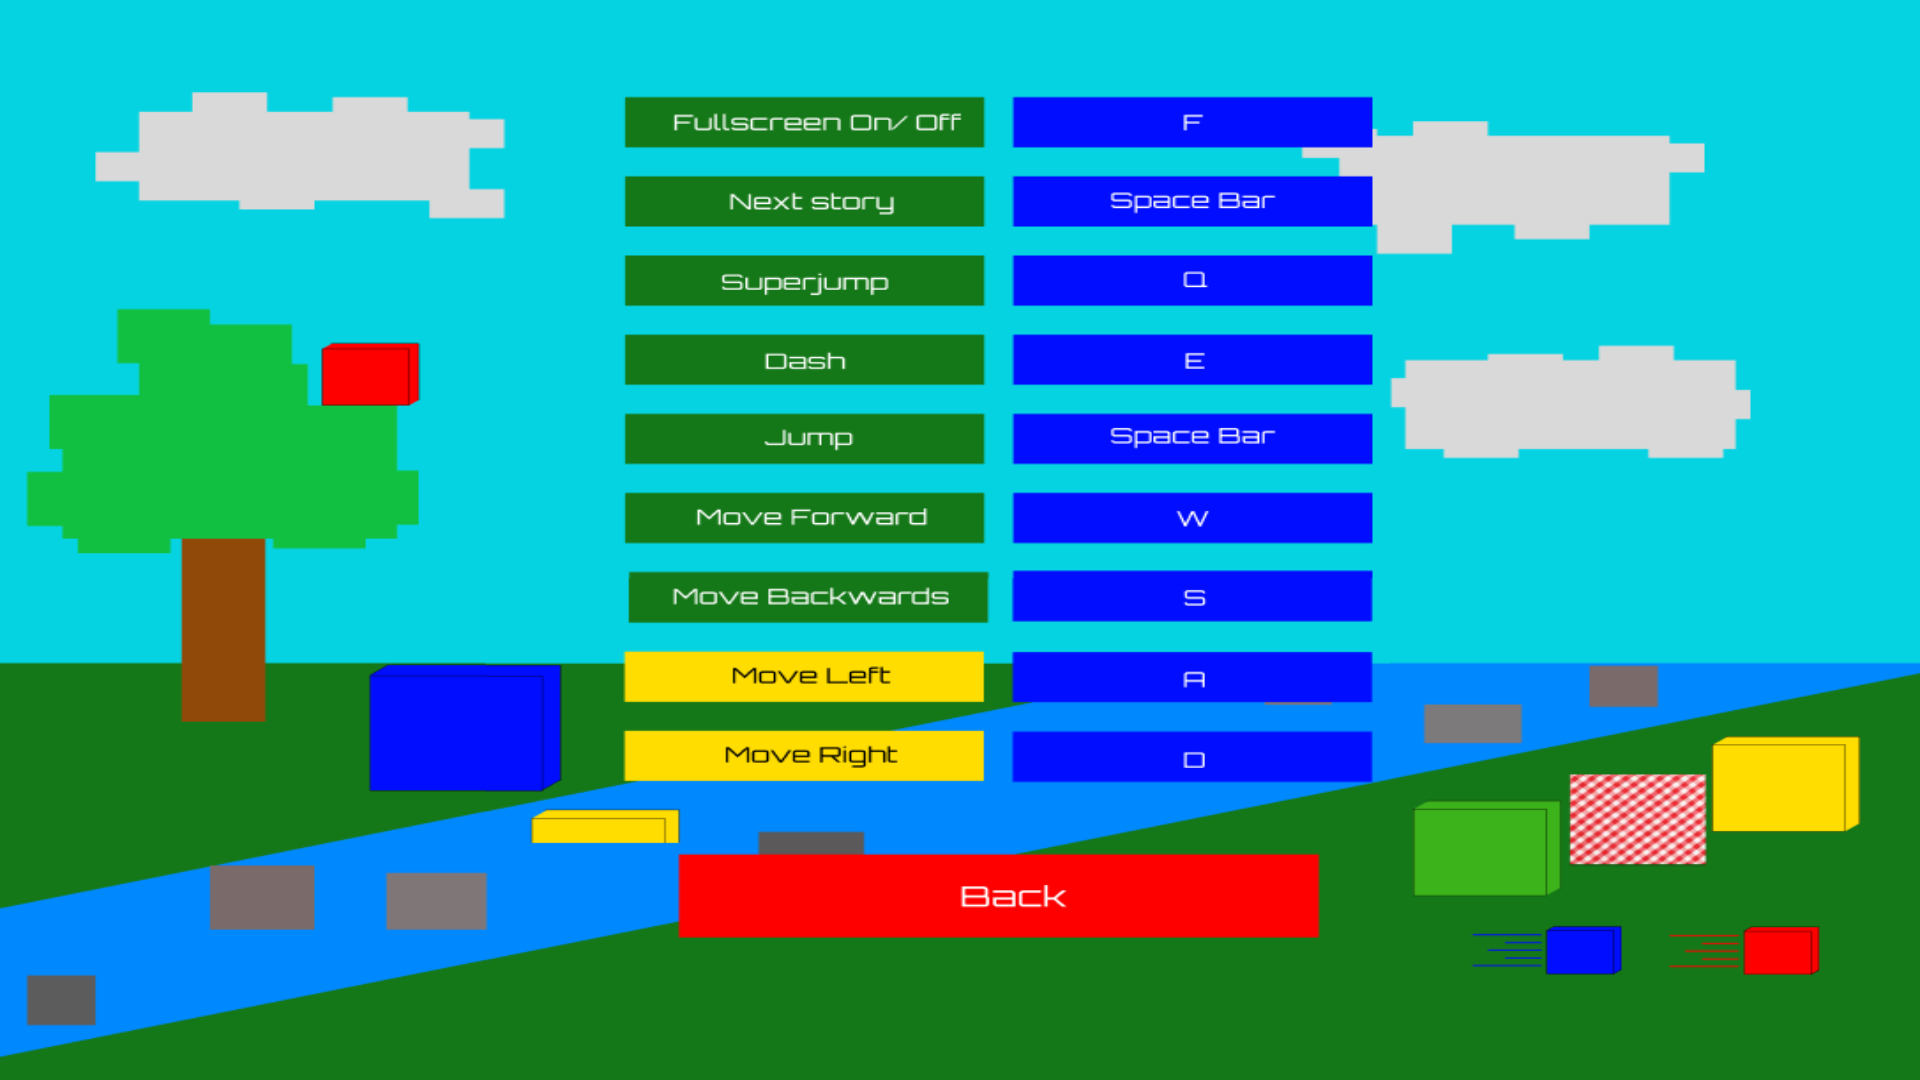 Fullscreen On/ Off F
Next story Space Bar
Superjump Q
Dash E
Jump Space Bar
Move Forward W
Move Backwards S
Move Left A
Move Right D
Back